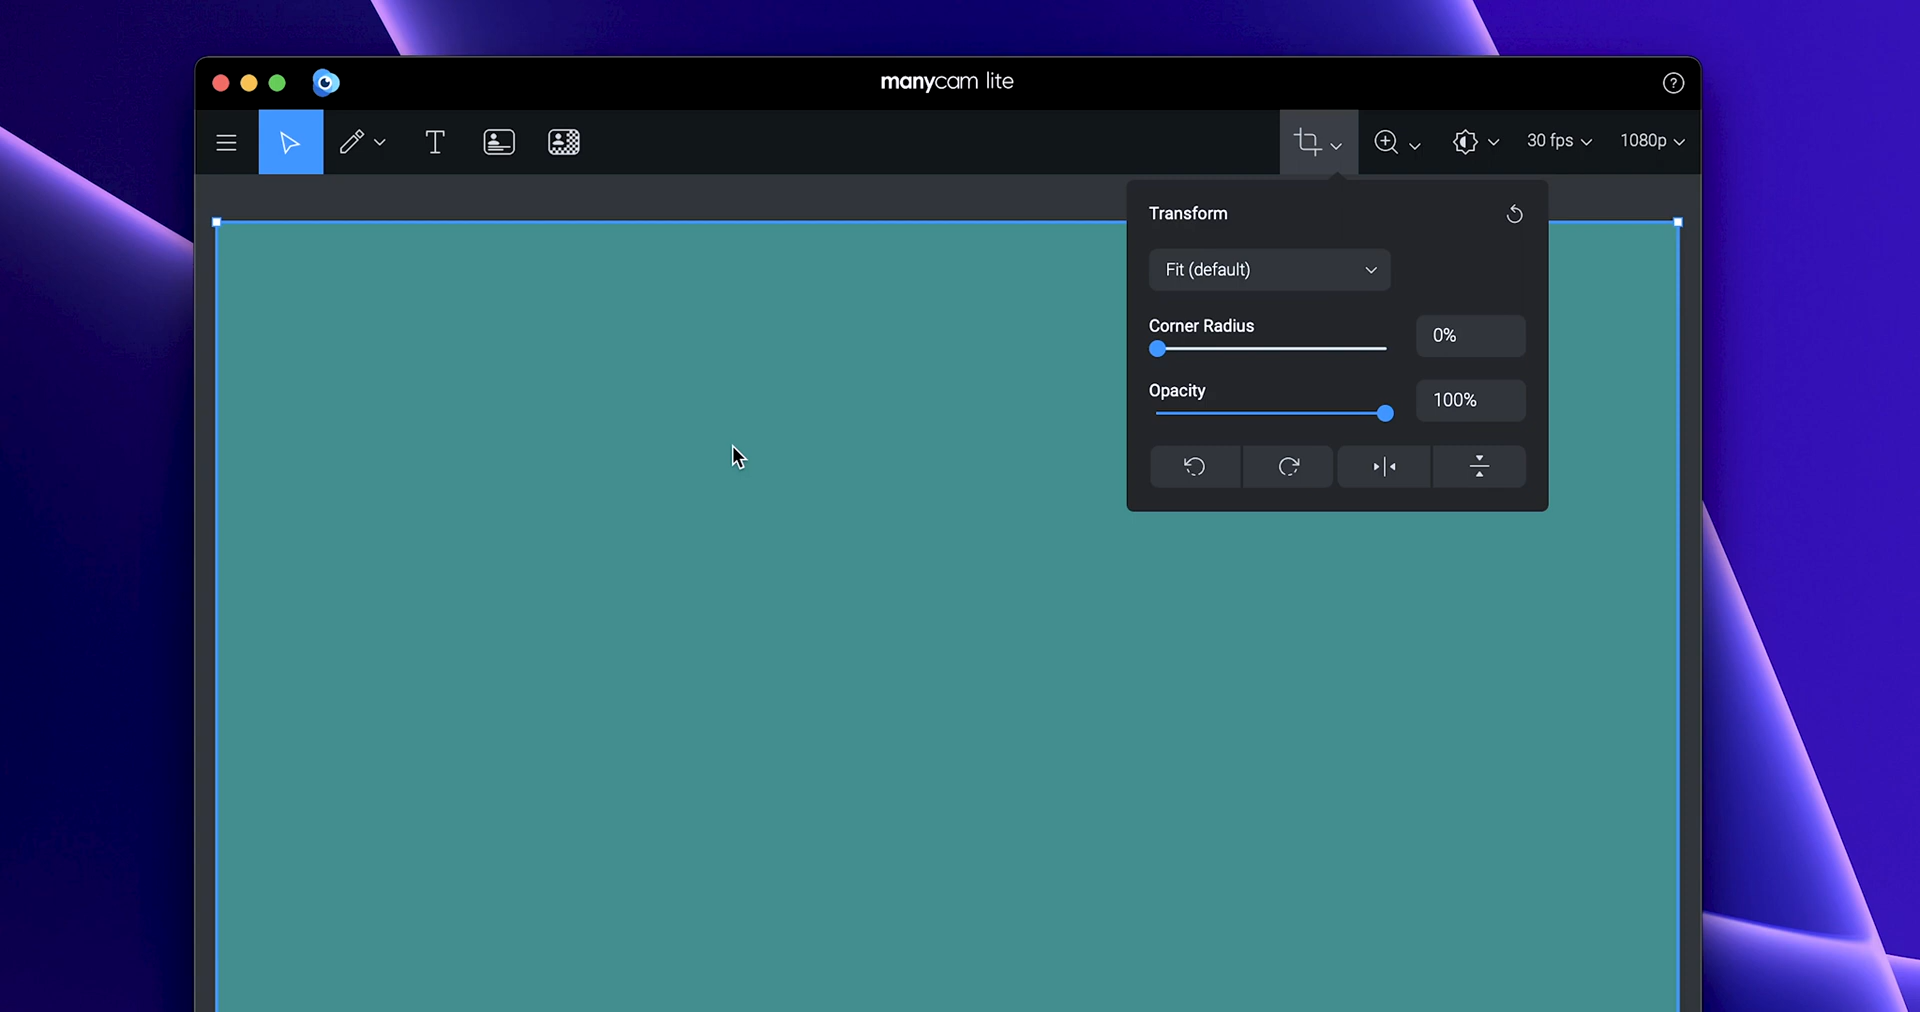 manycam lite
30 fps
1080p
Transform
Fit (default)
Corner Radius
0%
Opacity
100%